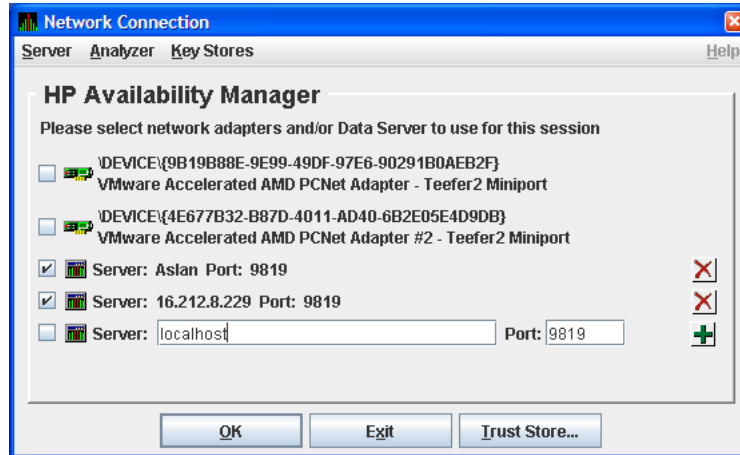 Network Connection
Server Analyzer Key Stores Help
HP Availability Manager
Please select network adapters and/or Data Server to use for this session
\DEVICE\{9B19B88E-9E99-49DF-97E6-90291B0AEB2F}
VMware Accelerated AMD PCNet Adapter - Teefer2 Miniport
\DEVICE\{4E677B32-B87D-4011-AD40-6B2E05E4D9DB}
VMware Accelerated AMD PCNet Adapter #2 - Teefer2 Miniport
Server: Aslan Port: 9819
Server: 16.212.8.229 Port: 9819
Server: localhost Port: 9819
OK Exit Trust Store...